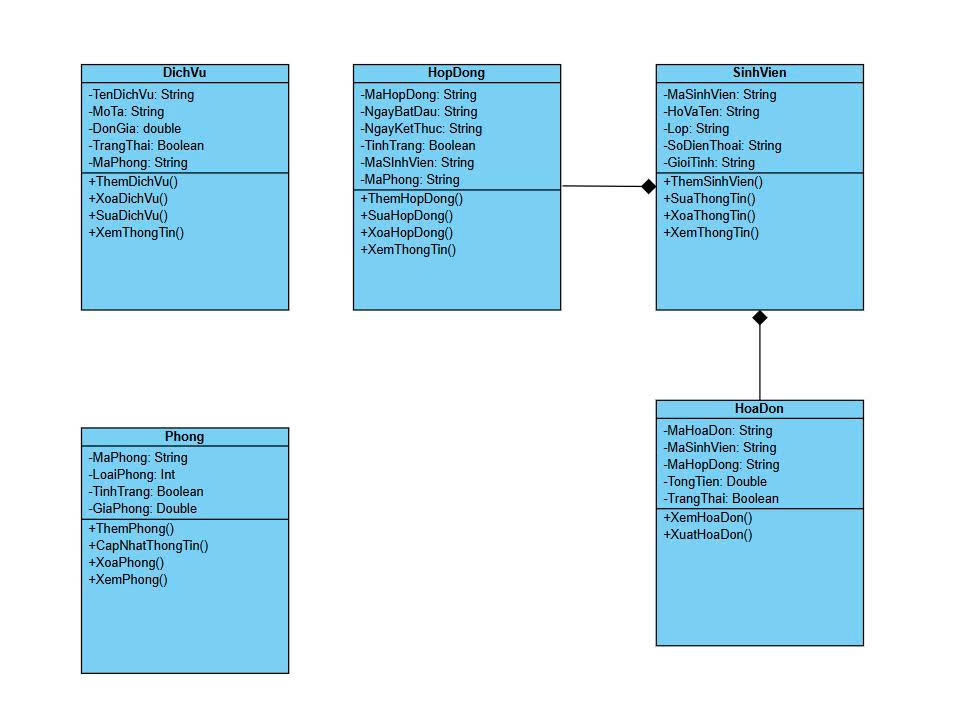 DichVu
-TenDichVu: String
-MoTa: String
-DonGia: double
-TrangThai: Boolean
-MaPhong: String
+ThemDichVu()
+XoaDichVu()
+SuaDichVu()
+XemThongTin()
HopDong
-MaHopDong: String
-NgayBatDau: String
-NgayKetThuc: String
-TinhTrang: Boolean
-MaSInhVien: String
-MaPhong: String
+ThemHopDong()
+SuaHopDong()
+XoaHopDong()
+XemThongTin()
SinhVien
-MaSinhVien: String
-HoVaTen: String
-Lop: String
-SoDienThoai: String
-GioiTinh: String
+ThemSinhVien()
+SuaThongTin()
+XoaThongTin()
+XemThongTin()
Phong
-MaPhong: String
-LoaiPhong: Int
-TinhTrang: Boolean
-GiaPhong: Double
+ThemPhong()
+CapNhatThongTin()
+XoaPhong()
+XemPhong()
HoaDon
-MaHoaDon: String
-MaSinhVien: String
-MaHopDong: String
-TongTien: Double
-TrangThai: Boolean
+XemHoaDon()
+XuatHoaDon()